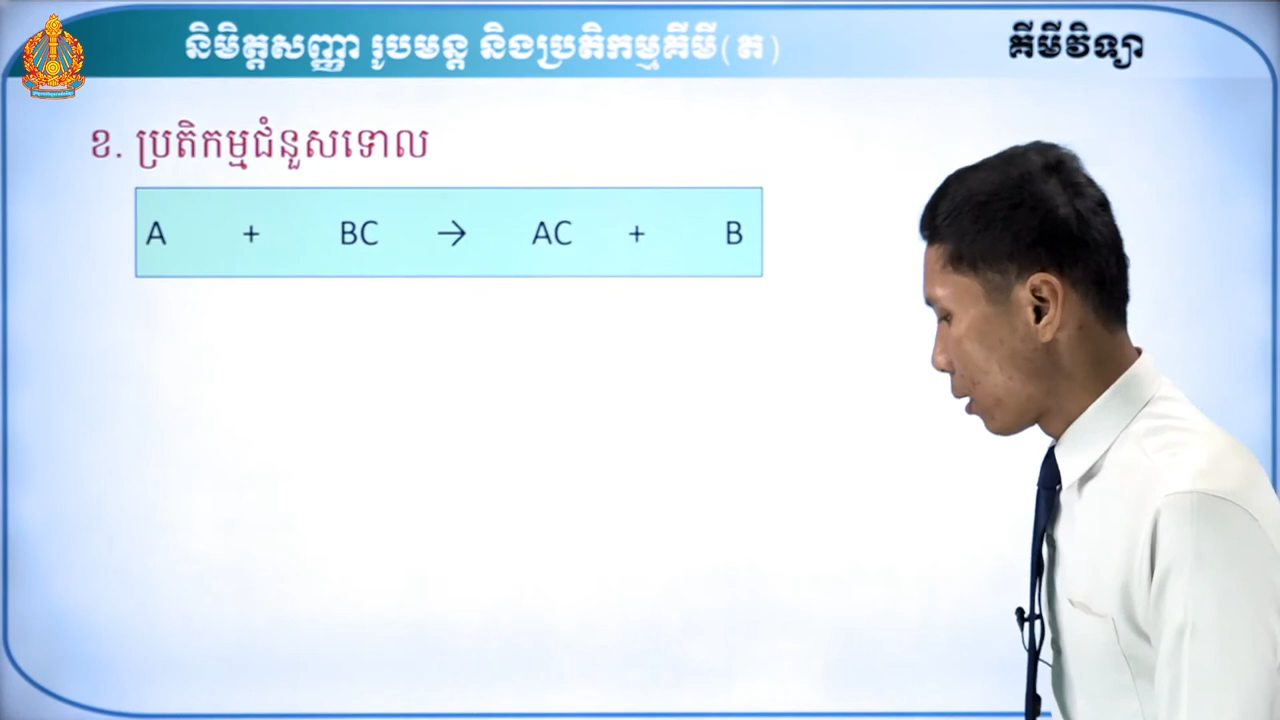 និមិត្តសញ្ញា រូបមន្ត និងប្រតិកម្មគីមី(ត)
គីមីវិទ្យា
ខ. ប្រតិកម្មជំនួសទោល
A + BC → AC + B